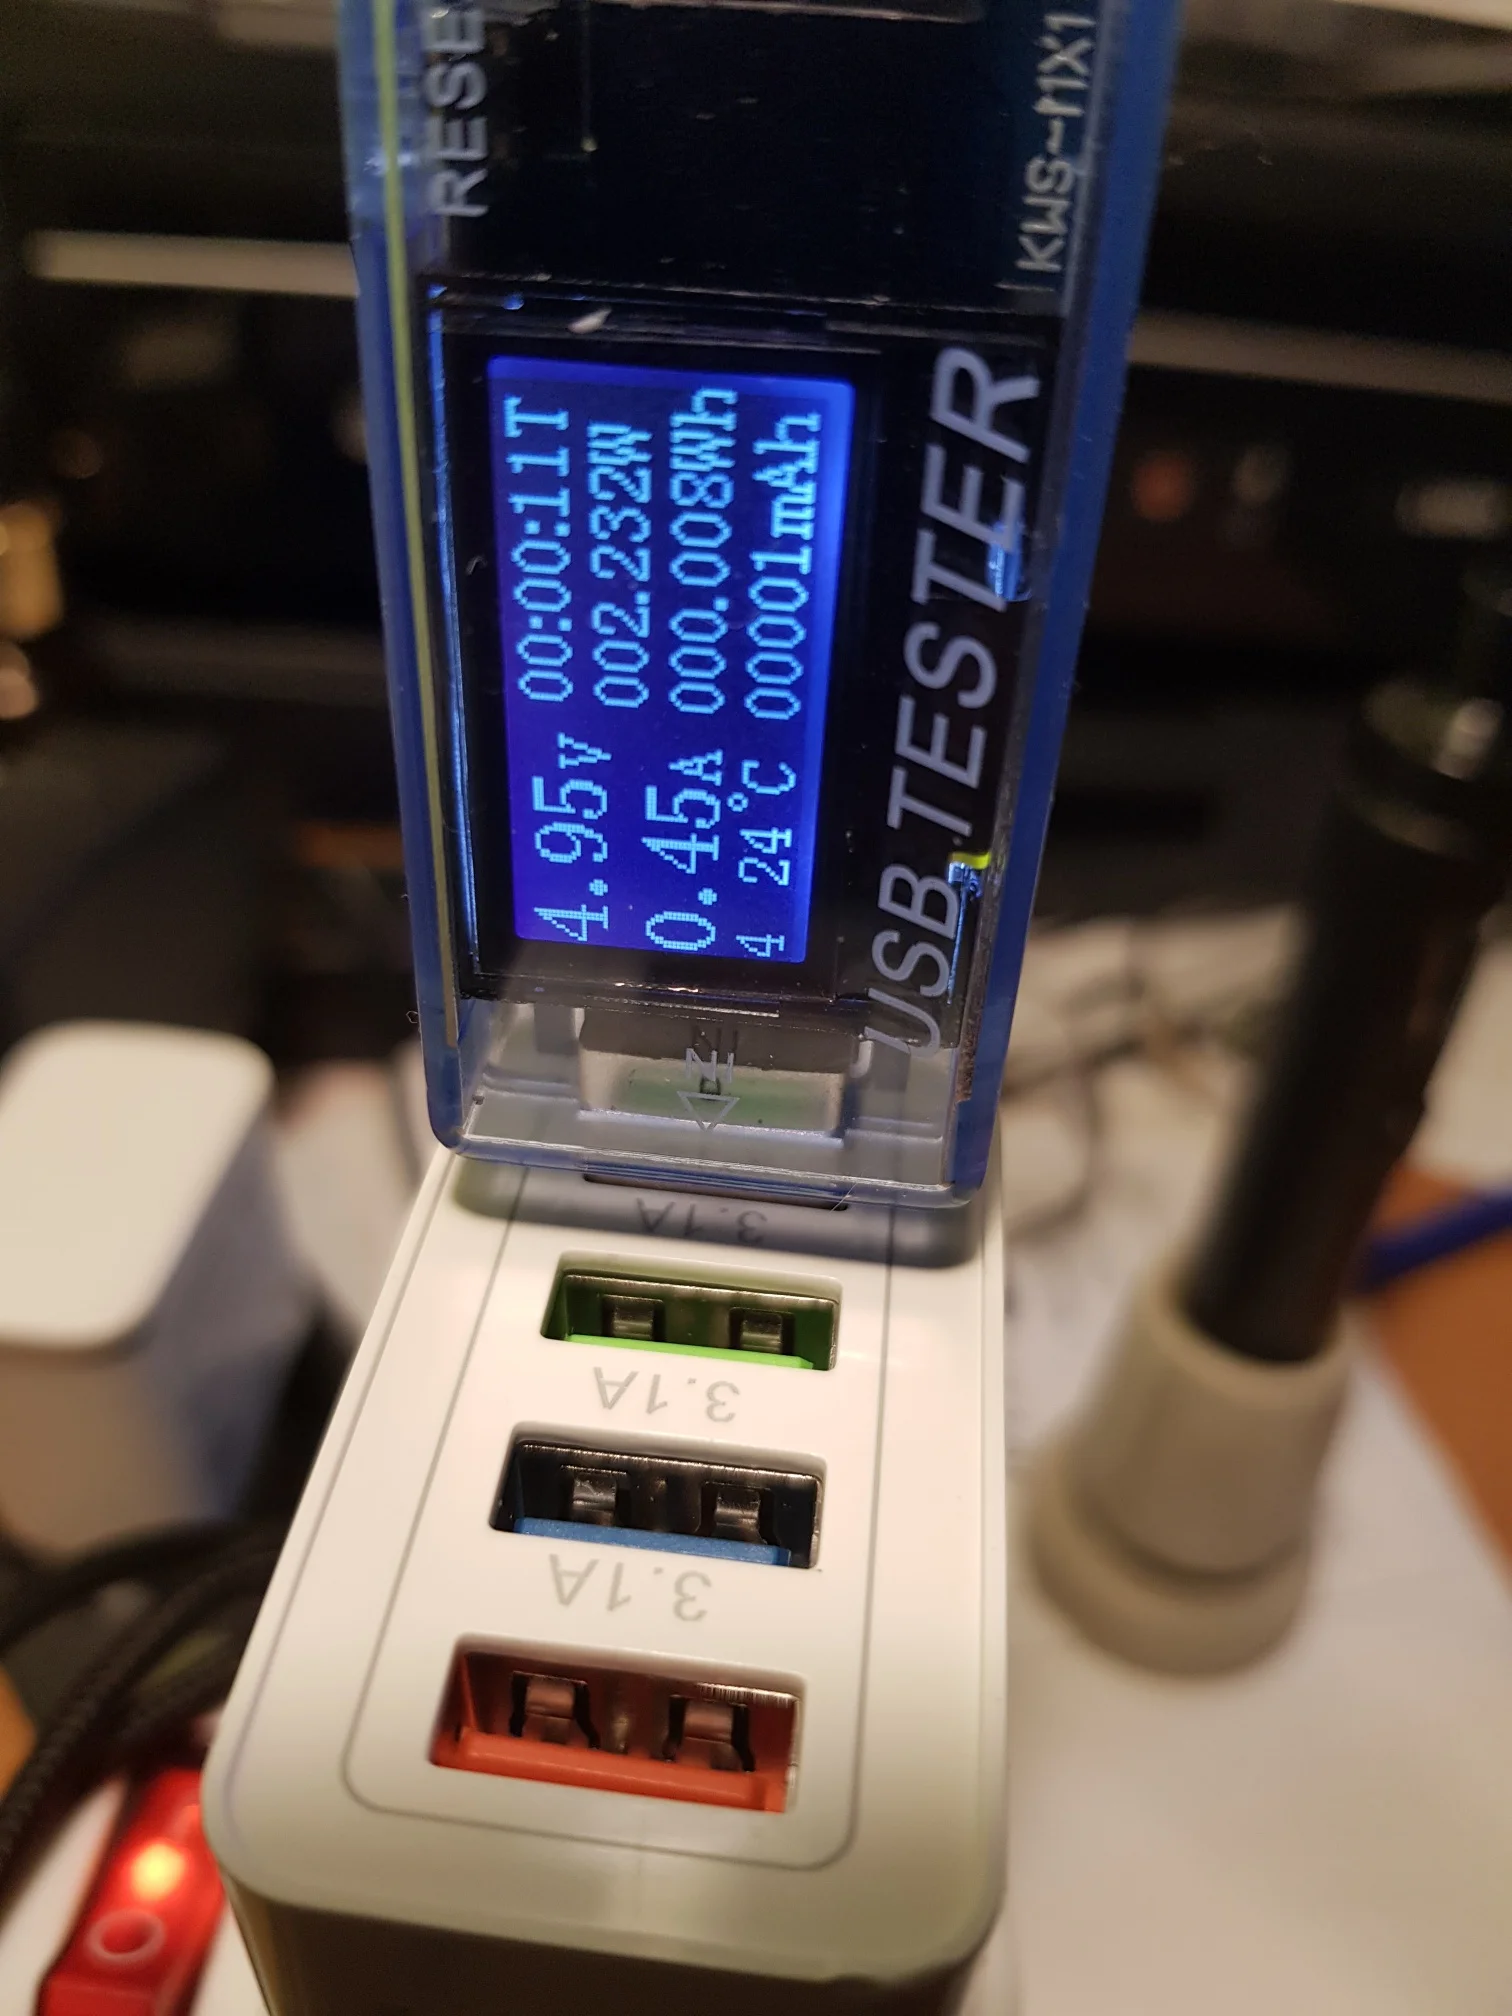 RESE
KWS-MX1
4.95V 00:00:11T
002.232W
0.45A 000.008Wh
4 24°C 00001mAh
USB TESTER
IN
3.1A
3.1A
3.1A